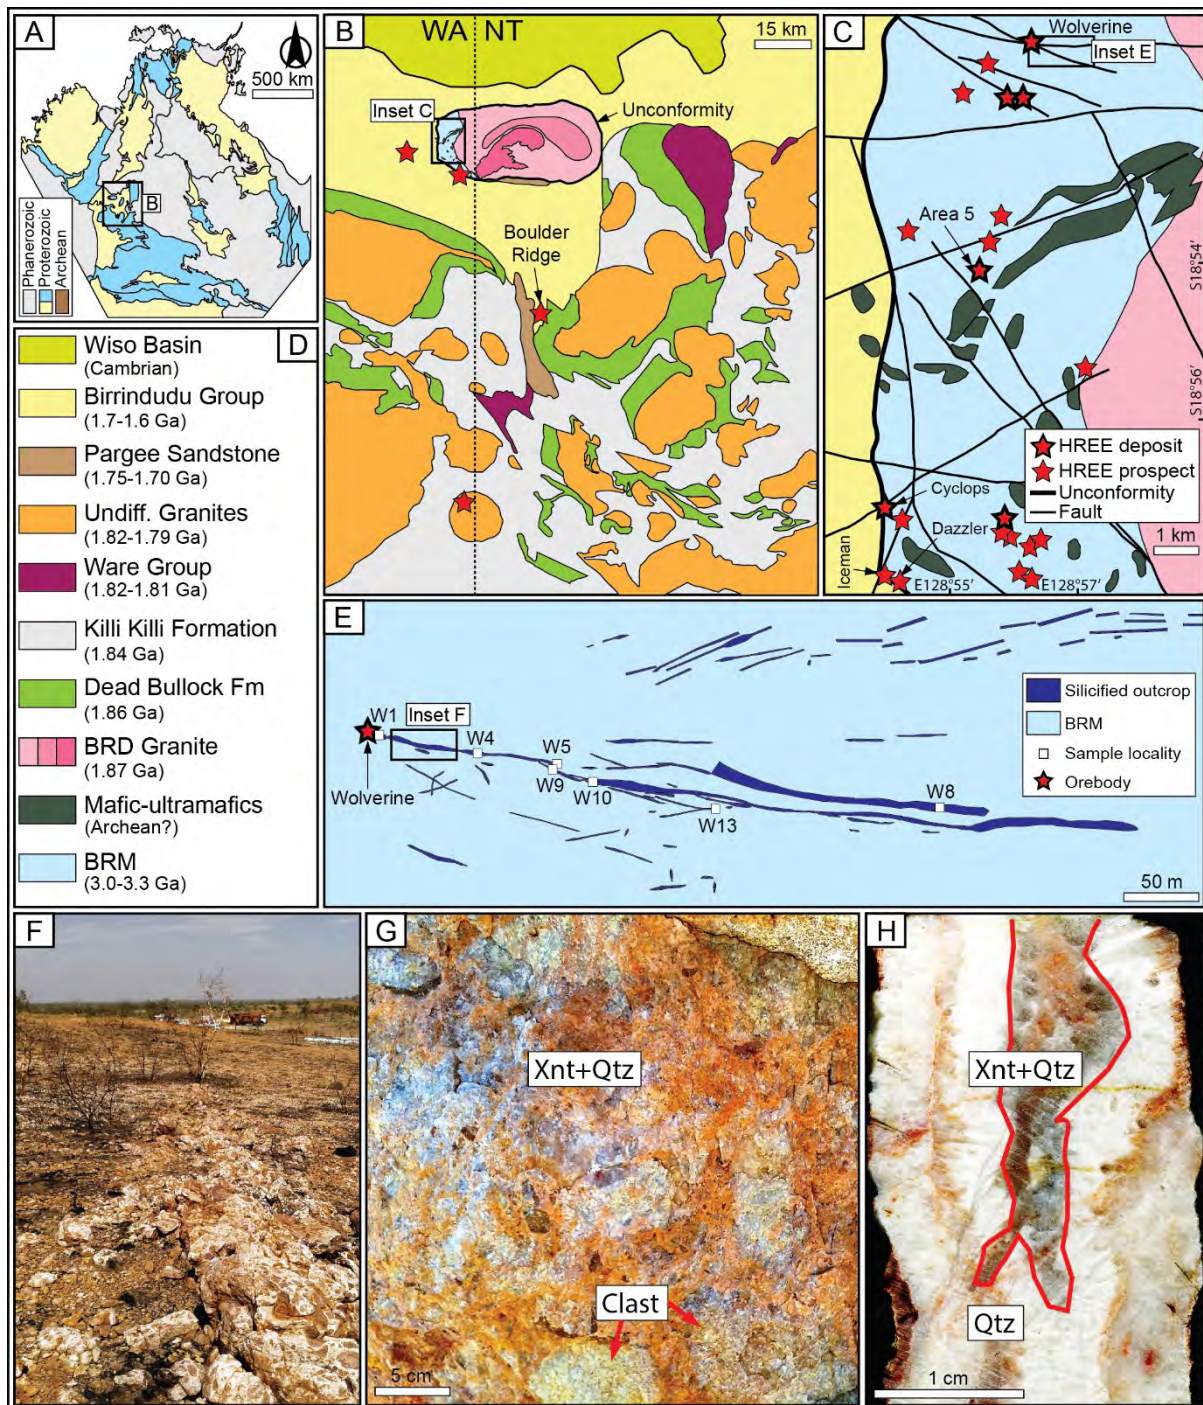 A
500 km
B
Phanerozoic
Proterozoic
Archean
B
WA NT
15 km
Inset C
Unconformity
Boulder
Ridge
C
Wolverine
Inset E
Area 5
S18°54'
S18°56'
HREE deposit
HREE prospect
Unconformity
Fault
Cyclops
Dazzler
Iceman
1 km
E128°55'
E128°57'
D
Wiso Basin
(Cambrian)
Birrindudu Group
(1.7-1.6 Ga)
Pargee Sandstone
(1.75-1.70 Ga)
Undiff. Granites
(1.82-1.79 Ga)
Ware Group
(1.82-1.81 Ga)
Killi Killi Formation
(1.84 Ga)
Dead Bullock Fm
(1.86 Ga)
BRD Granite
(1.87 Ga)
Mafic-ultramafics
(Archean?)
BRM
(3.0-3.3 Ga)
E
W1
Inset F
W4
W5
W9
W10
W13
W8
Wolverine
Silicified outcrop
BRM
Sample locality
Orebody
50 m
F
G
Xnt+Qtz
Clast
5 cm
H
Xnt+Qtz
Qtz
1 cm